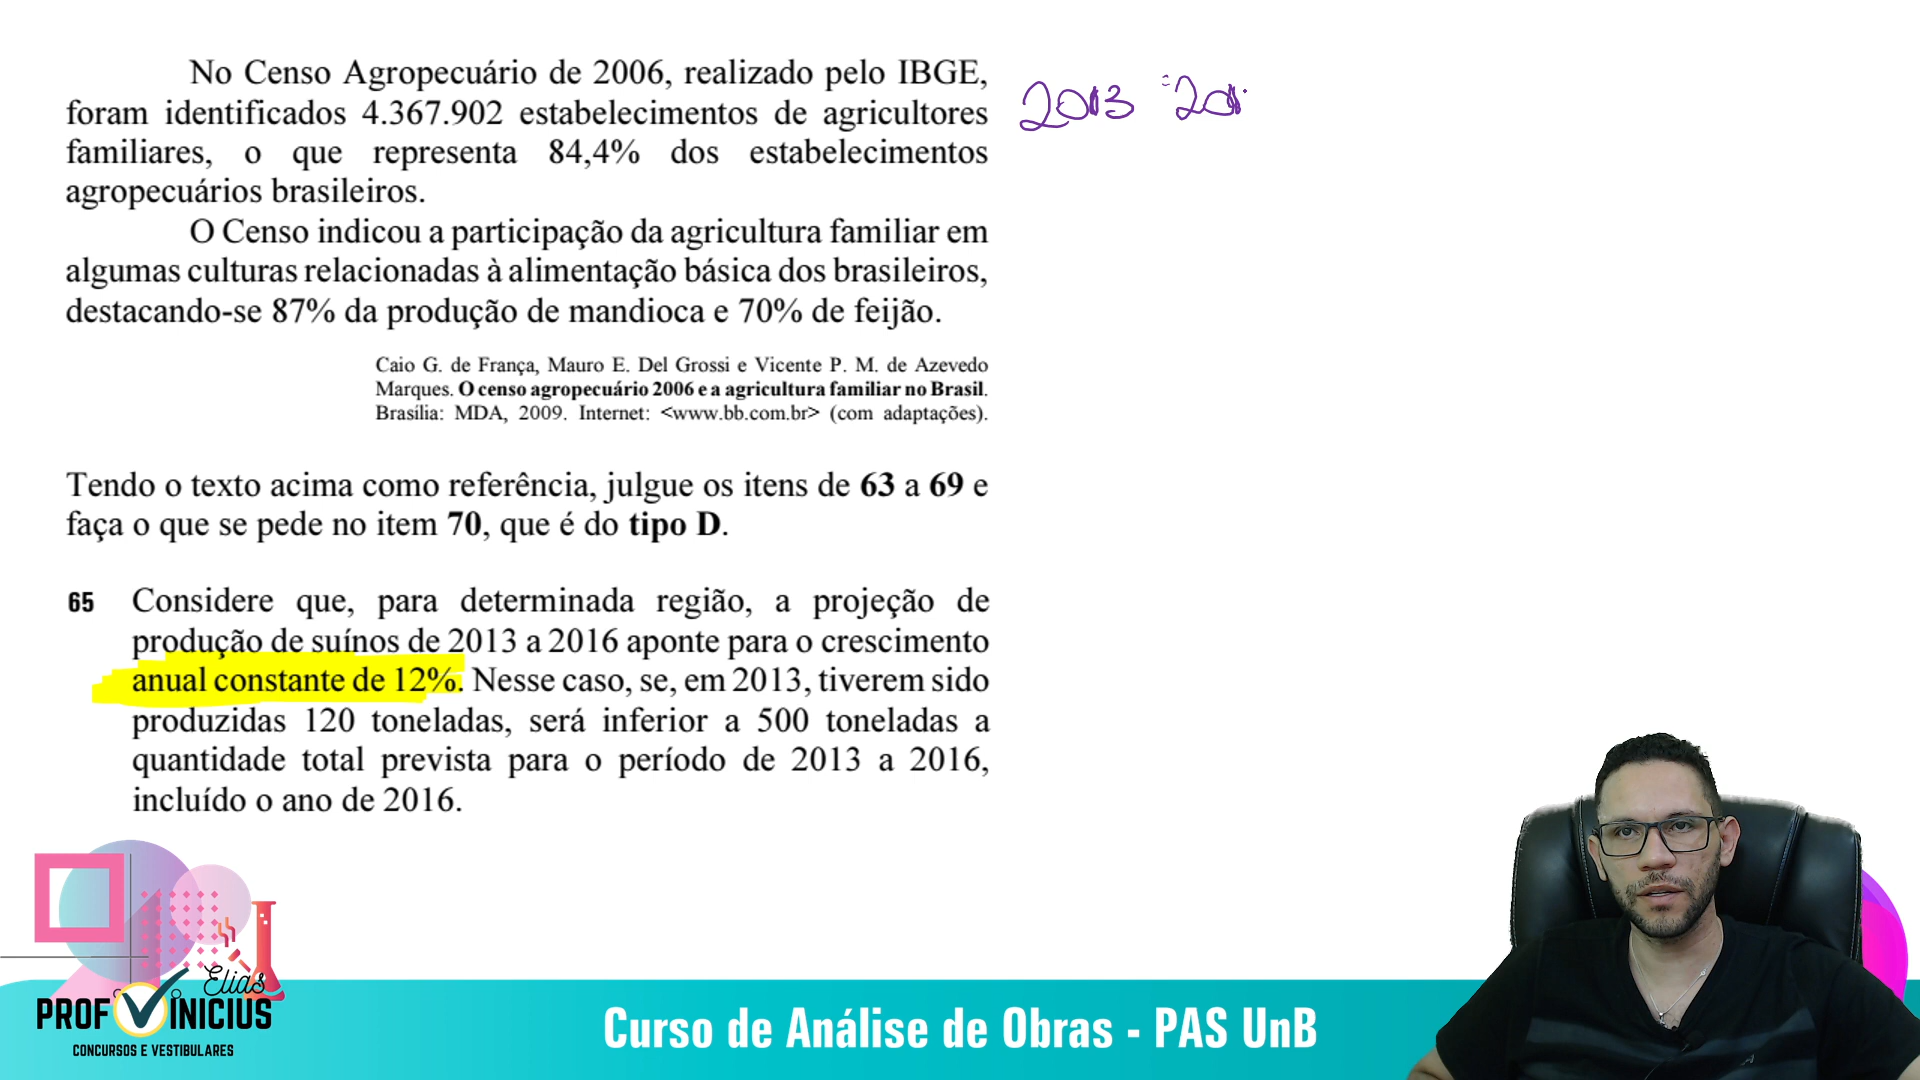 No Censo Agropecuário de 2006, realizado pelo IBGE,
foram identificados 4.367.902 estabelecimentos de agricultores
familiares, o que representa 84,4% dos estabelecimentos
agropecuários brasileiros.
O Censo indicou a participação da agricultura familiar em
algumas culturas relacionadas à alimentação básica dos brasileiros,
destacando-se 87% da produção de mandioca e 70% de feijão.
Caio G. de França, Mauro E. Del Grossi e Vicente P. M. de Azevedo
Marques. O censo agropecuário 2006 e a agricultura familiar no Brasil.
Brasília: MDA, 2009. Internet: <www.bb.com.br> (com adaptações).
Tendo o texto acima como referência, julgue os itens de 63 a 69 e
faça o que se pede no item 70, que é do tipo D.
65 Considere que, para determinada região, a projeção de
produção de suínos de 2013 a 2016 aponte para o crescimento
anual constante de 12%. Nesse caso, se, em 2013, tiverem sido
produzidas 120 toneladas, será inferior a 500 toneladas a
quantidade total prevista para o período de 2013 a 2016,
incluído o ano de 2016.
2013
Elias
PROF VINICIUS
CONCURSOS E VESTIBULARES
Curso de Análise de Obras - PAS UnB